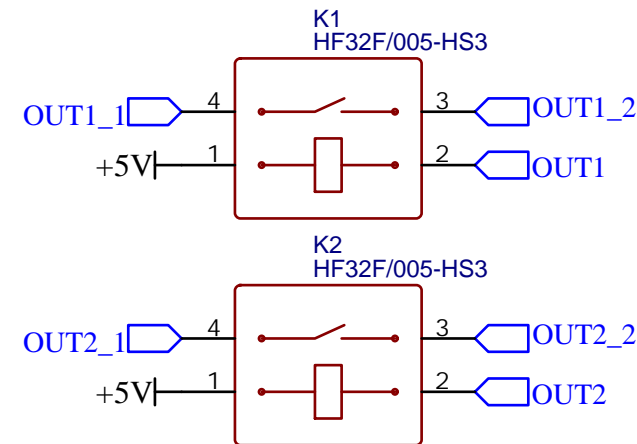 K1
HF32F/005-HS3
OUT1_1 4 3 OUT1_2
+5V 1 2 OUT1
K2
HF32F/005-HS3
OUT2_1 4 3 OUT2_2
+5V 1 2 OUT2